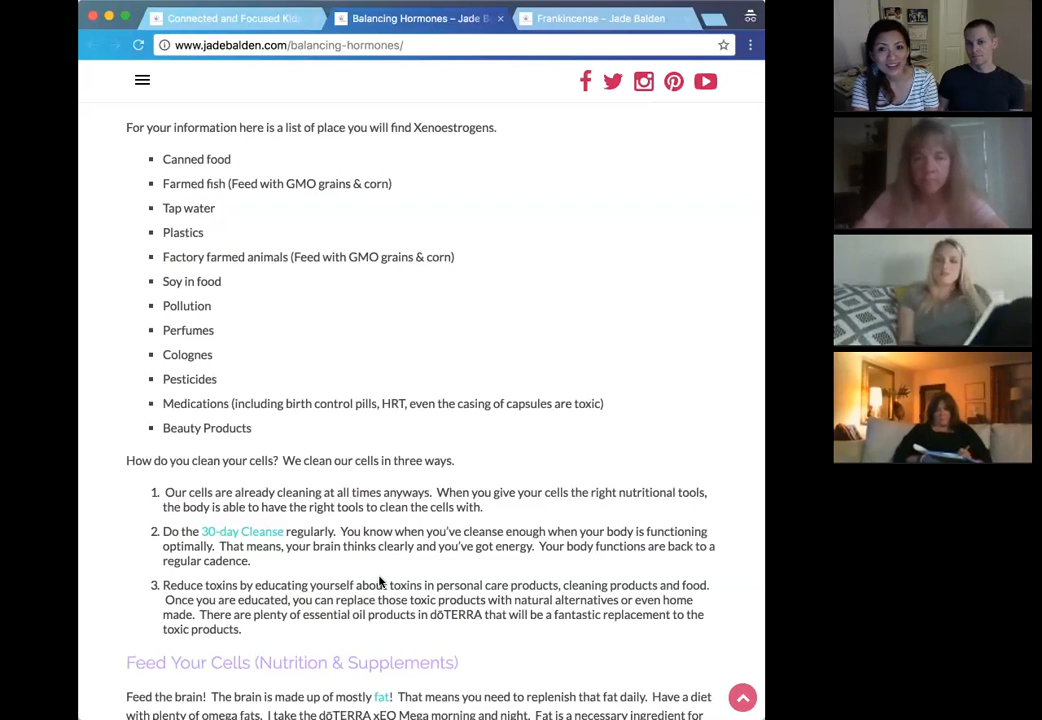 Connected and Focused Kids
Balancing Hormones – Jade B
Frankincense – Jade Balden
www.jadebalden.com/balancing-hormones/
For your information here is a list of place you will find Xenoestrogens.
Canned food
Farmed fish (Feed with GMO grains & corn)
Tap water
Plastics
Factory farmed animals (Feed with GMO grains & corn)
Soy in food
Pollution
Perfumes
Colognes
Pesticides
Medications (including birth control pills, HRT, even the casing of capsules are toxic)
Beauty Products
How do you clean your cells?  We clean our cells in three ways.
1. Our cells are already cleaning at all times anyways.  When you give your cells the right nutritional tools,
the body is able to have the right tools to clean the cells with.
2. Do the 30-day Cleanse regularly.  You know when you've cleanse enough when your body is functioning
optimally.  That means, your brain thinks clearly and you've got energy.  Your body functions are back to a
regular cadence.
3. Reduce toxins by educating yourself about toxins in personal care products, cleaning products and food.
Once you are educated, you can replace those toxic products with natural alternatives or even home
made.  There are plenty of essential oil products in dōTERRA that will be a fantastic replacement to the
toxic products.
Feed Your Cells (Nutrition & Supplements)
Feed the brain!  The brain is made up of mostly fat!  That means you need to replenish that fat daily.  Have a diet
with plenty of omega fats.  I take the dōTERRA xEO Mega morning and night.  Fat is a necessary ingredient for